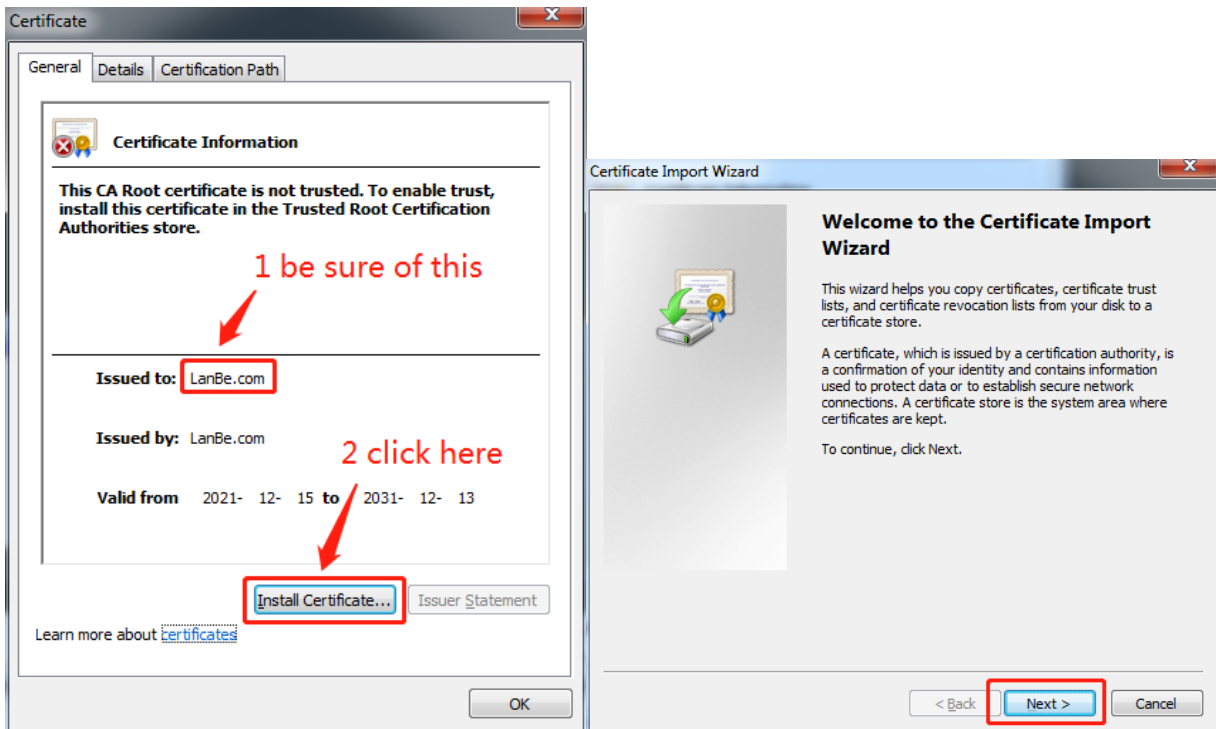 Certificate
General
Details
Certification Path
Certificate Information
This CA Root certificate is not trusted. To enable trust,
install this certificate in the Trusted Root Certification
Authorities store.
1 be sure of this
Issued to: LanBe.com
Issued by: LanBe.com
2 click here
Valid from 2021- 12- 15 to 2031- 12- 13
Install Certificate...
Issuer Statement
Learn more about certificates
OK
Certificate Import Wizard
Welcome to the Certificate Import
Wizard
This wizard helps you copy certificates, certificate trust
lists, and certificate revocation lists from your disk to a
certificate store.
A certificate, which is issued by a certification authority, is
a confirmation of your identity and contains information
used to protect data or to establish secure network
connections. A certificate store is the system area where
certificates are kept.
To continue, click Next.
< Back
Next >
Cancel